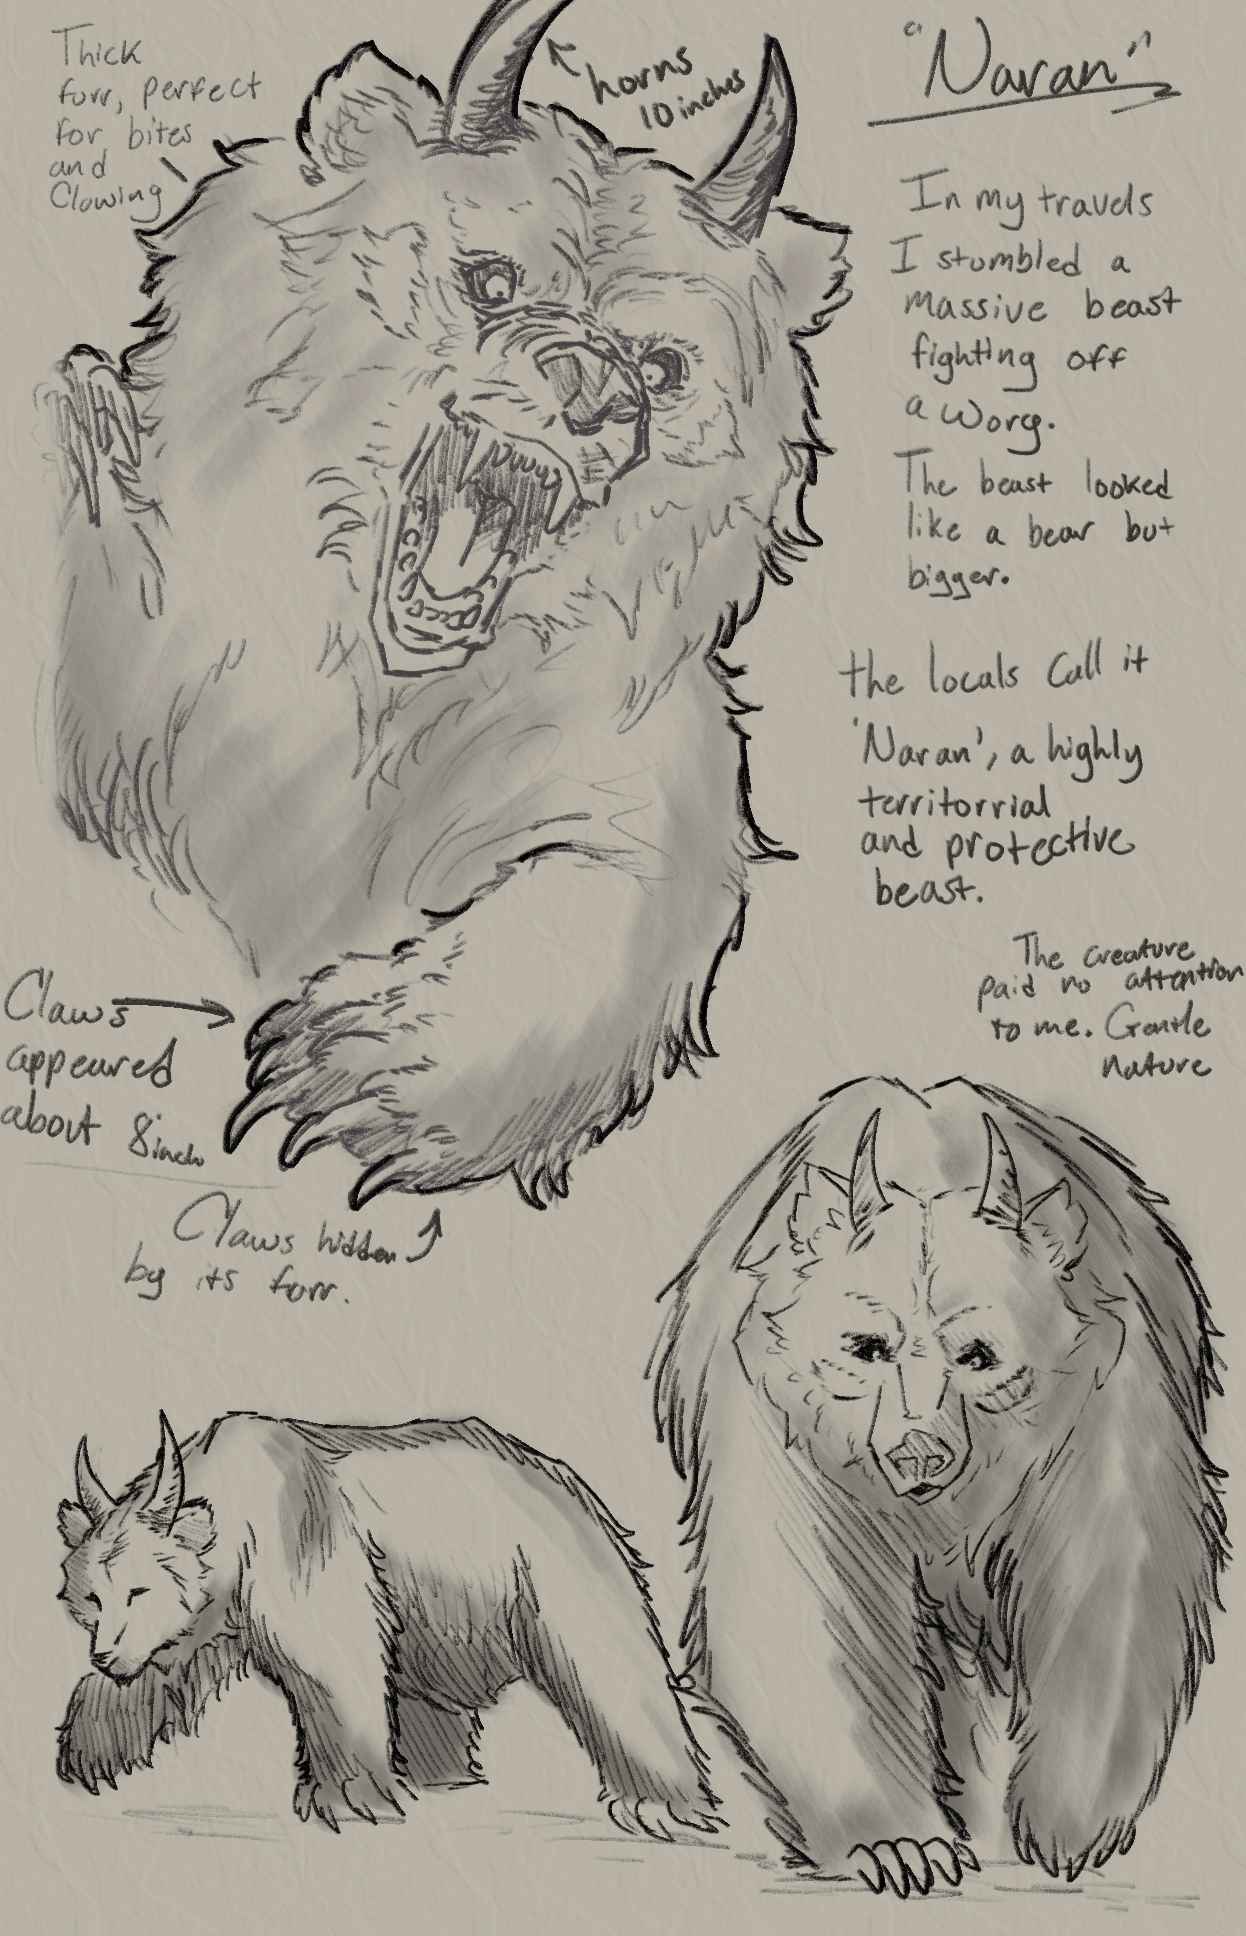 Thick
furr, perfect
for bites
and
Clawing
horns
10 inches
"Naran"
In my travels
I stumbled a
massive beast
fighting off
a Worg.
The beast looked
like a bear but
bigger.
the locals call it
'Naran', a highly
territorrial
and protective
beast.
The creature
paid no attention
to me. Gentle
nature
Claws
appeared
about 8inch
Claws hidden
by its furr.